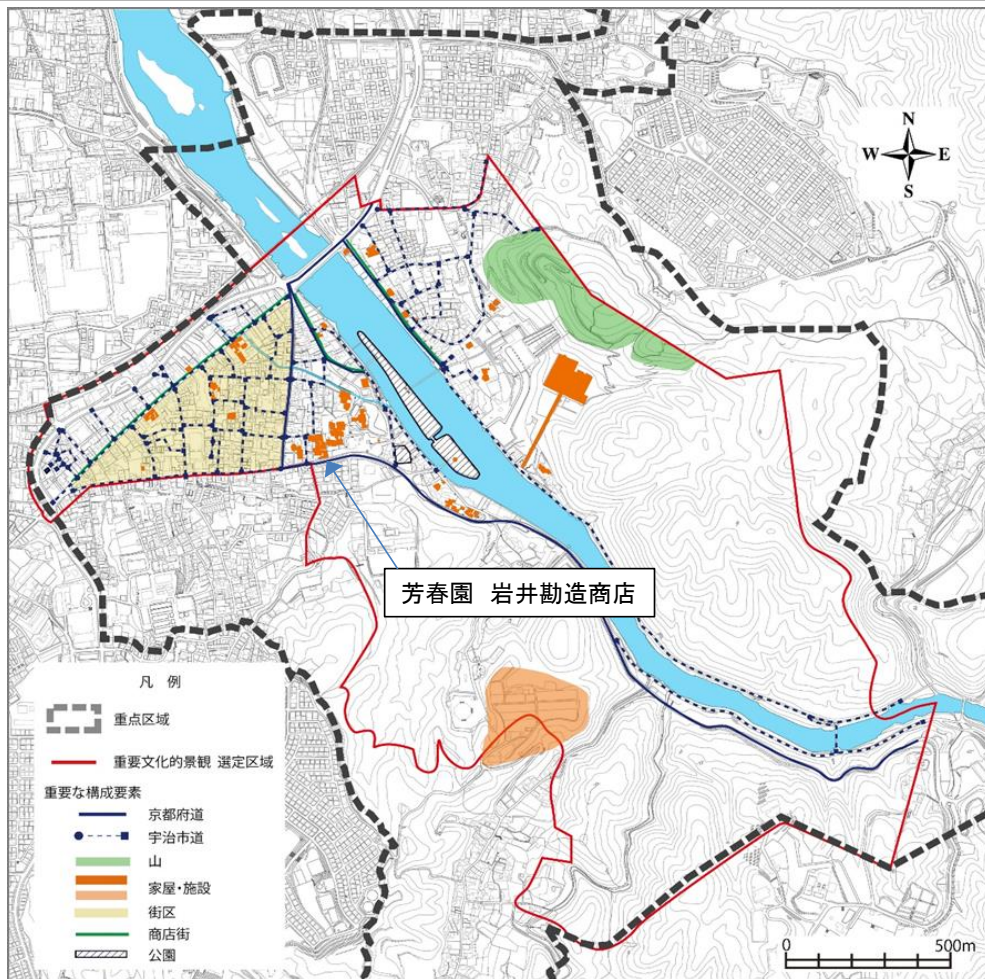 N
W E
S
芳春園 岩井勘造商店
凡 例
重点区域
重要文化的景観 選定区域
重要な構成要素
京都府道
宇治市道
山
家屋・施設
街区
商店街
公園
0 500m